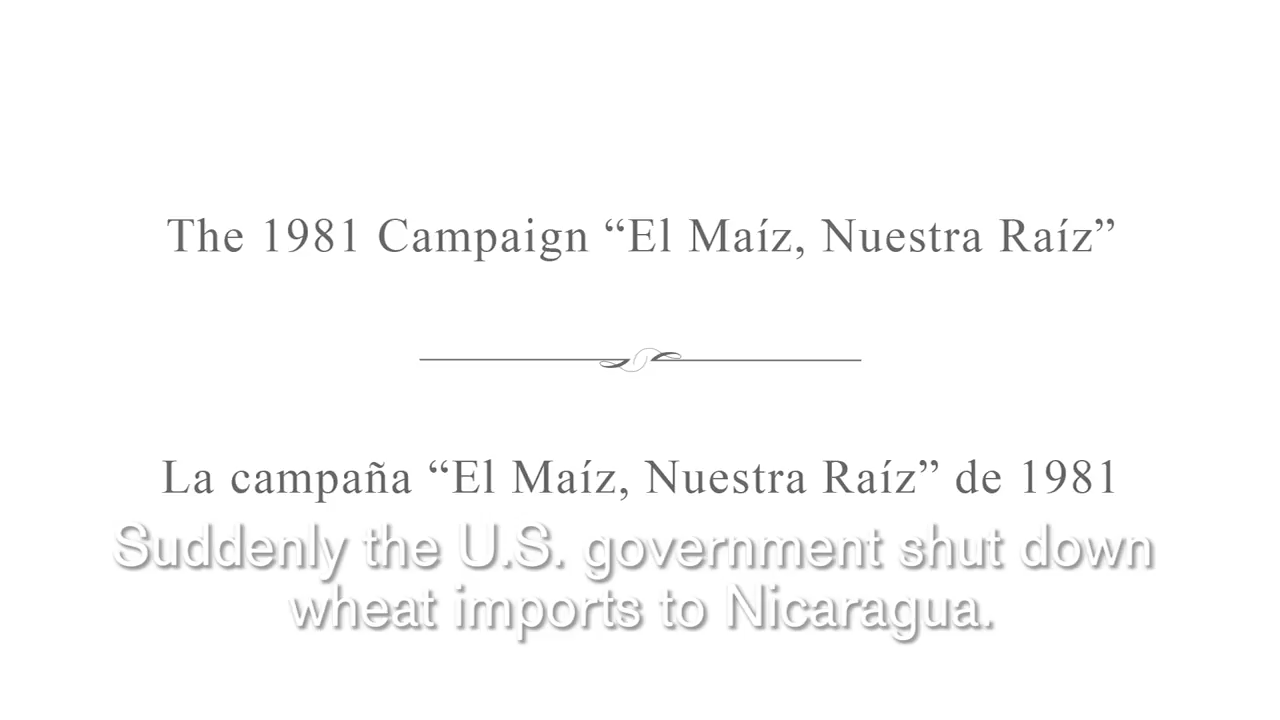 The 1981 Campaign “El Maíz, Nuestra Raíz”
La campaña “El Maíz, Nuestra Raíz” de 1981
Suddenly the U.S. government shut down
wheat imports to Nicaragua.